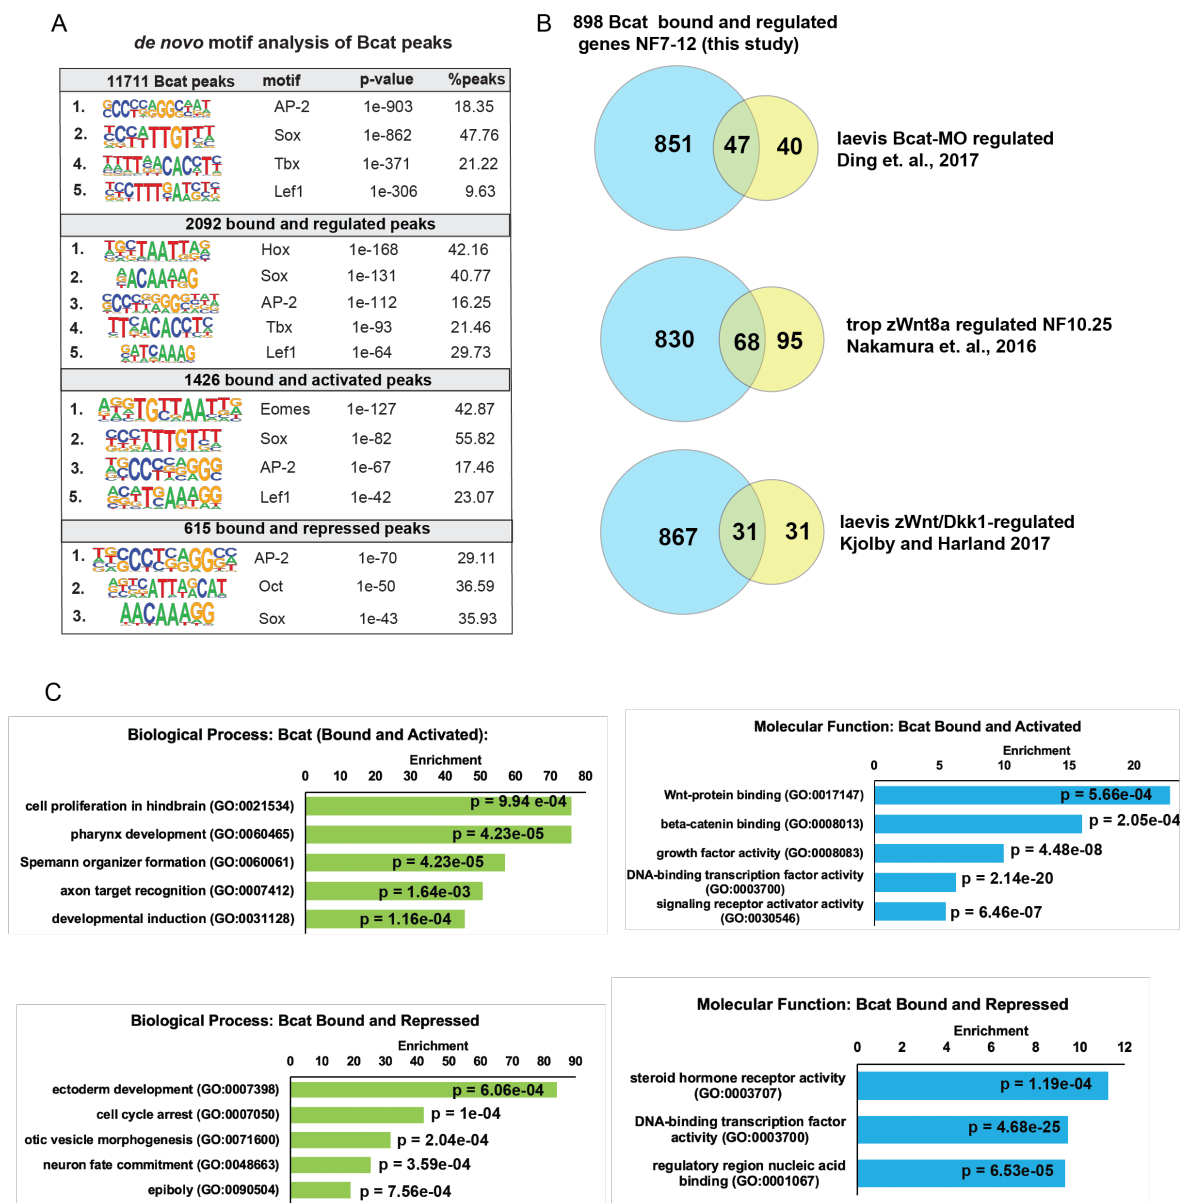 A
de novo motif analysis of Bcat peaks
11711 Bcat peaks motif p-value %peaks
1. AP-2 1e-903 18.35
2. Sox 1e-862 47.76
4. Tbx 1e-371 21.22
5. Lef1 1e-306 9.63
2092 bound and regulated peaks
1. Hox 1e-168 42.16
2. Sox 1e-131 40.77
3. AP-2 1e-112 16.25
4. Tbx 1e-93 21.46
5. Lef1 1e-64 29.73
1426 bound and activated peaks
1. Eomes 1e-127 42.87
2. Sox 1e-82 55.82
3. AP-2 1e-67 17.46
5. Lef1 1e-42 23.07
615 bound and repressed peaks
1. AP-2 1e-70 29.11
2. Oct 1e-50 36.59
3. AACAAAGG Sox 1e-43 35.93
B
898 Bcat bound and regulated
genes NF7-12 (this study)
851 47 40
laevis Bcat-MO regulated
Ding et. al., 2017
830 68 95
trop zWnt8a regulated NF10.25
Nakamura et. al., 2016
867 31 31
laevis zWnt/Dkk1-regulated
Kjolby and Harland 2017
C
Biological Process: Bcat (Bound and Activated):
Enrichment
0 10 20 30 40 50 60 70 80
cell proliferation in hindbrain (GO:0021534) p = 9.94 e-04
pharynx development (GO:0060465) p = 4.23e-05
Spemann organizer formation (GO:0060061) p = 4.23e-05
axon target recognition (GO:0007412) p = 1.64e-03
developmental induction (GO:0031128) p = 1.16e-04
Molecular Function: Bcat Bound and Activated
Enrichment
0 5 10 15 20
Wnt-protein binding (GO:0017147) p = 5.66e-04
beta-catenin binding (GO:0008013) p = 2.05e-04
growth factor activity (GO:0008083) p = 4.48e-08
DNA-binding transcription factor activity
(GO:0003700) p = 2.14e-20
signaling receptor activator activity
(GO:0030546) p = 6.46e-07
Biological Process: Bcat Bound and Repressed
Enrichment
0 10 20 30 40 50 60 70 80 90
ectoderm development (GO:0007398) p = 6.06e-04
cell cycle arrest (GO:0007050) p = 1e-04
otic vesicle morphogenesis (GO:0071600) p = 2.04e-04
neuron fate commitment (GO:0048663) p = 3.59e-04
epiboly (GO:0090504) p = 7.56e-04
Molecular Function: Bcat Bound and Repressed
Enrichment
0 2 4 6 8 10 12
steroid hormone receptor activity
(GO:0003707) p = 1.19e-04
DNA-binding transcription factor
activity (GO:0003700) p = 4.68e-25
regulatory region nucleic acid
binding (GO:0001067) p = 6.53e-05